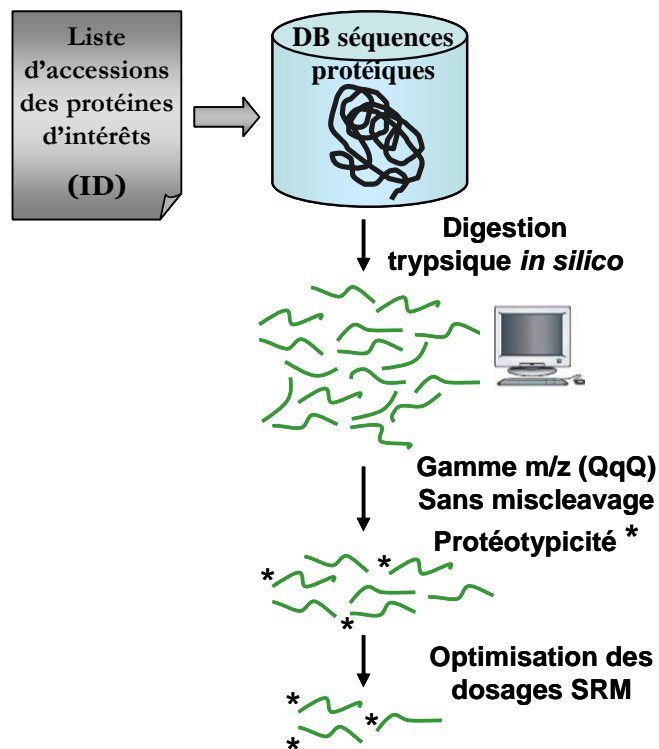 Liste
d'accessions
des protéines
d'intérêts
(ID)
DB séquences
protéiques
Digestion
trypsique in silico
Gamme m/z (QqQ)
Sans miscleavage
Protéotypicité *
* *
*
Optimisation des
dosages SRM
*
*
*